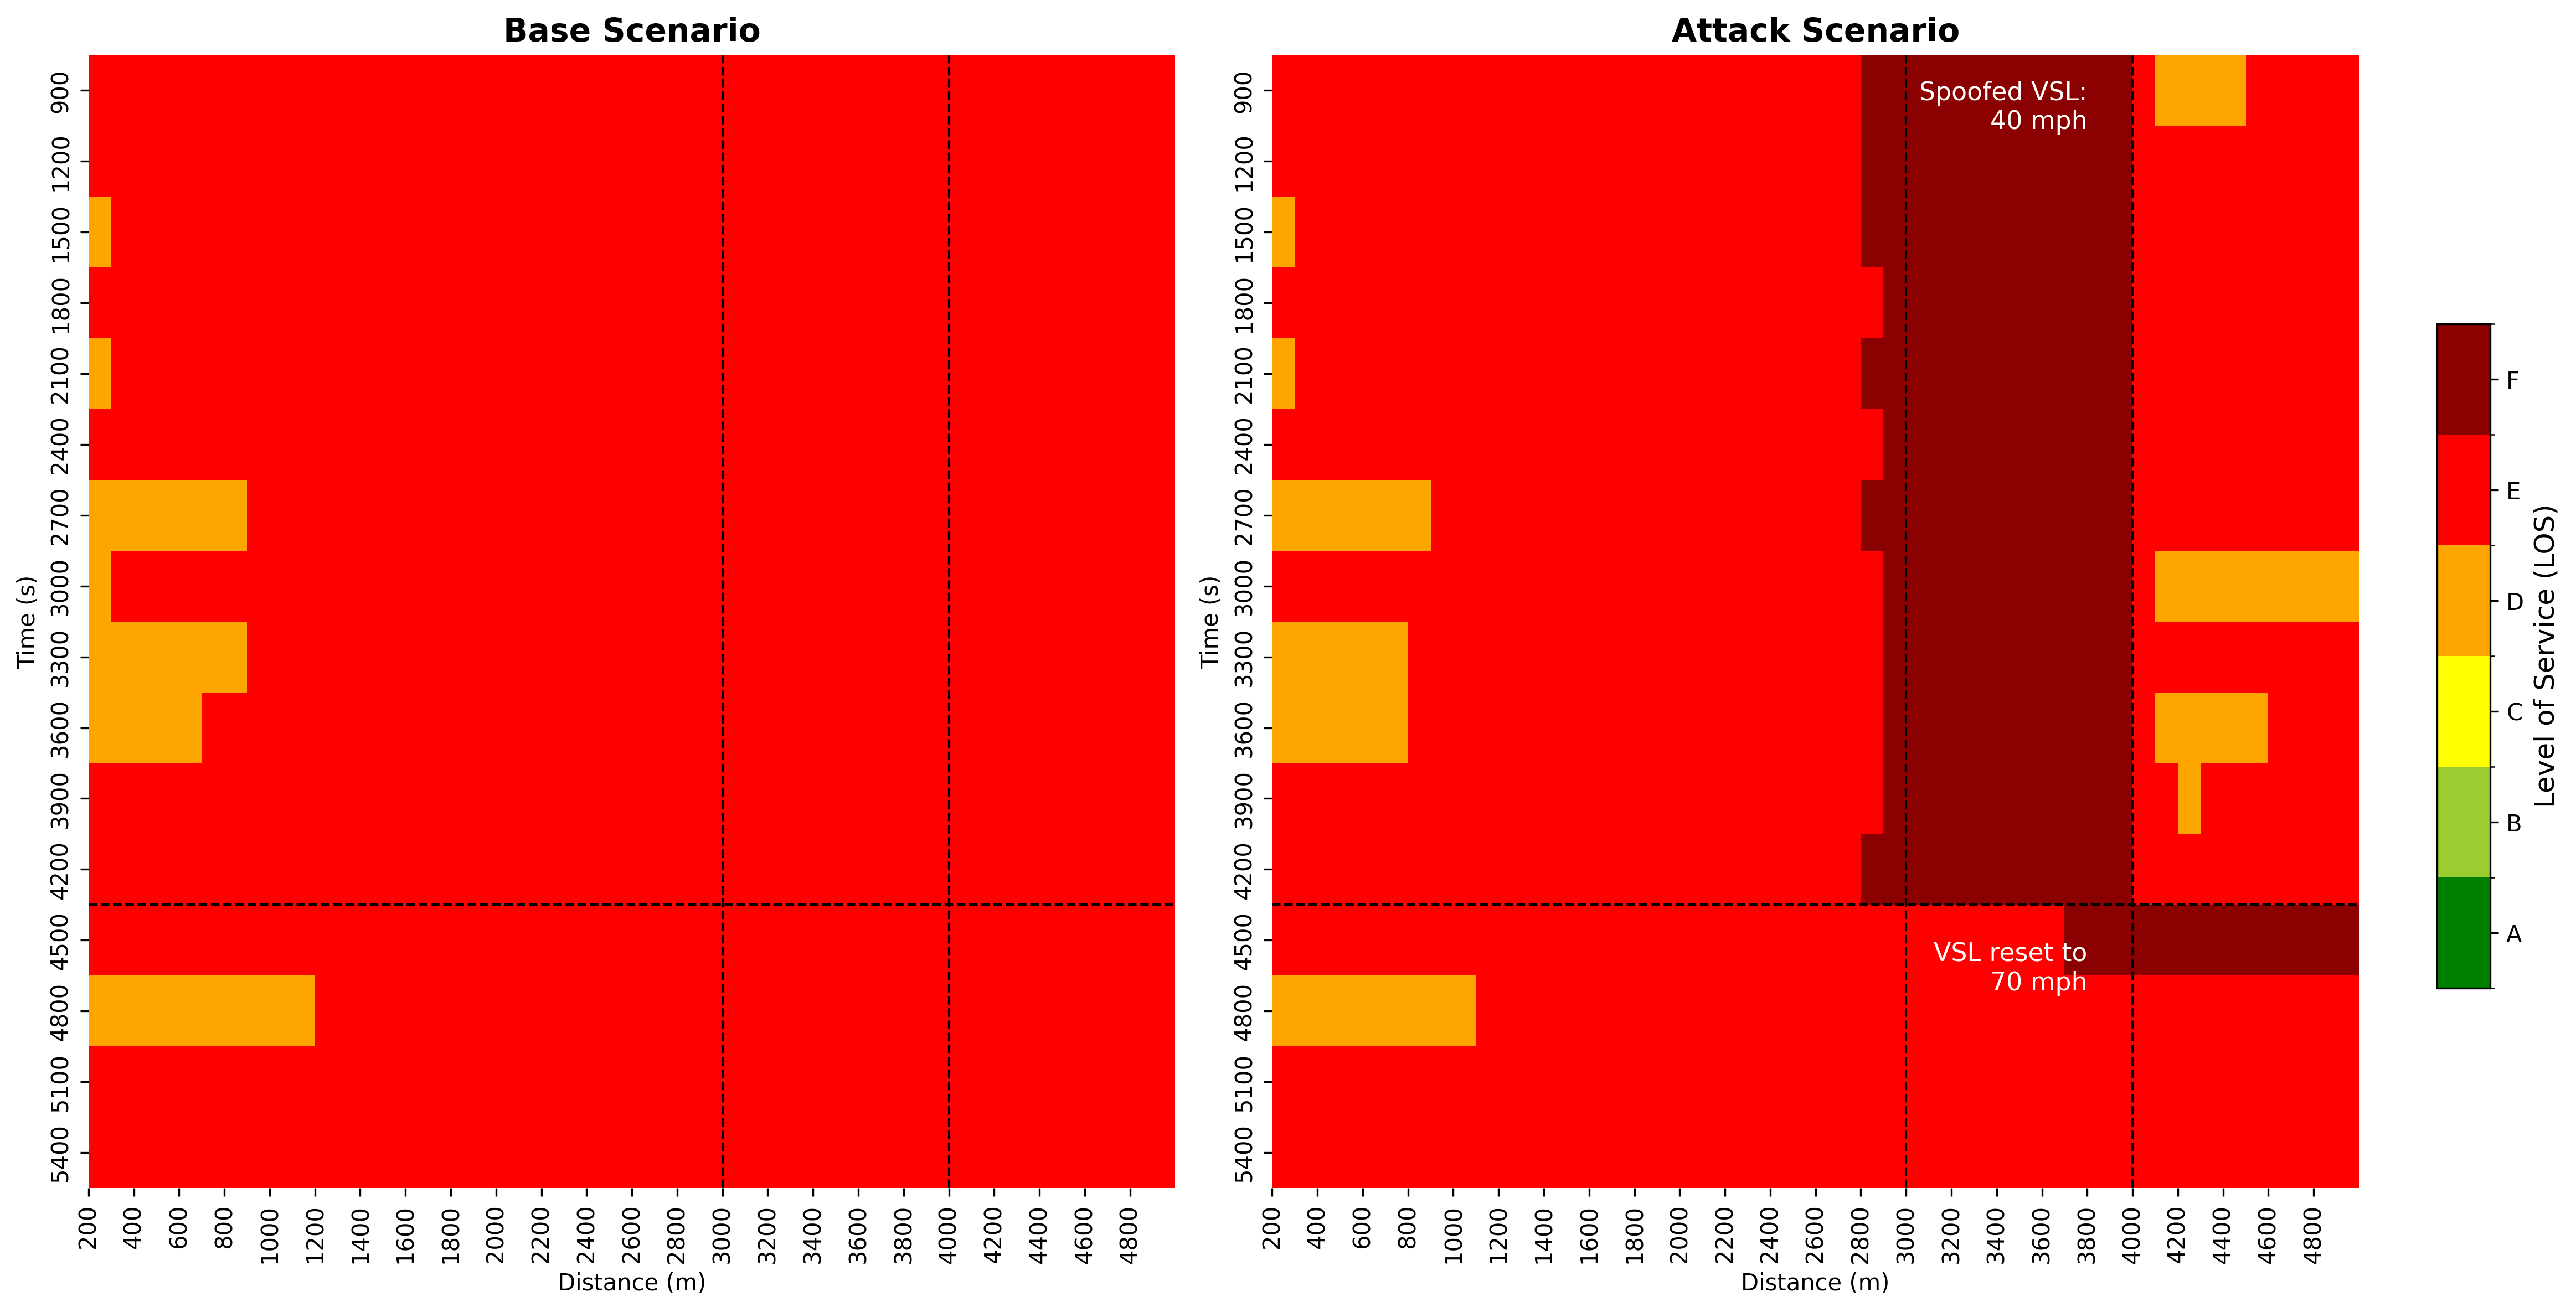 Base Scenario
Time (s)
900
1200
1500
1800
2100
2400
2700
3000
3300
3600
3900
4200
4500
4800
5100
5400
200 400 600 800 1000 1200 1400 1600 1800 2000 2200 2400 2600 2800 3000 3200 3400 3600 3800 4000 4200 4400 4600 4800
Distance (m)
Attack Scenario
Time (s)
900
1200
1500
1800
2100
2400
2700
3000
3300
3600
3900
4200
4500
4800
5100
5400
Spoofed VSL:
40 mph
VSL reset to
70 mph
200 400 600 800 1000 1200 1400 1600 1800 2000 2200 2400 2600 2800 3000 3200 3400 3600 3800 4000 4200 4400 4600 4800
Distance (m)
F
E
D
C
B
A
Level of Service (LOS)